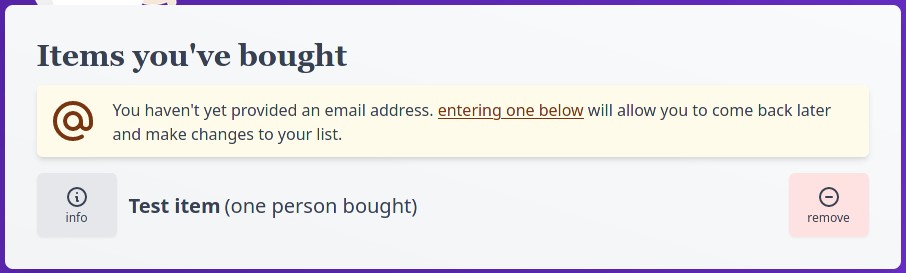 Items you've bought
You haven't yet provided an email address. entering one below will allow you to come back later
and make changes to your list.
info
Test item (one person bought)
remove